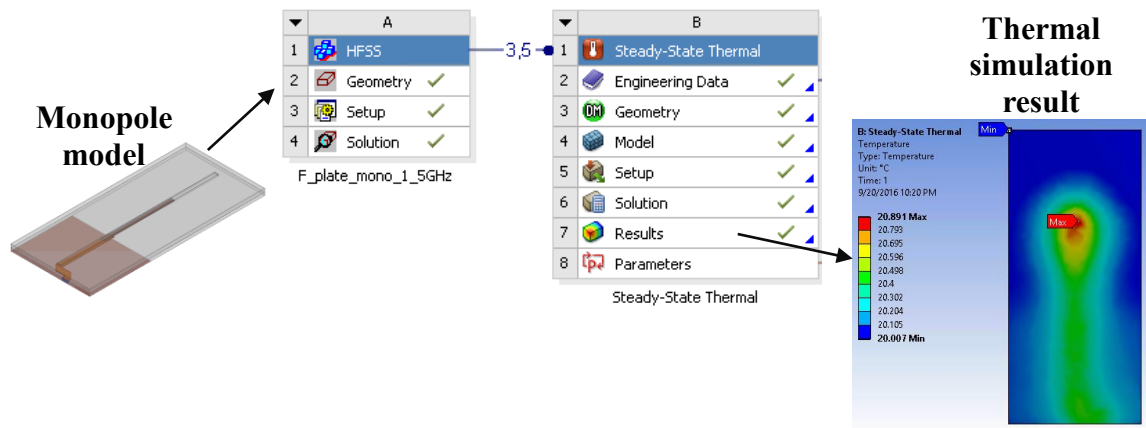 Monopole
model
A
1 HFSS
2 Geometry
3 Setup
4 Solution
F_plate_mono_1_5GHz
3,5
B
1 Steady-State Thermal
2 Engineering Data
3 DM Geometry
4 Model
5 Setup
6 Solution
7 Results
8 Parameters
Steady-State Thermal
Thermal
simulation
result
B: Steady-State Thermal
Temperature
Type: Temperature
Unit: °C
Time: 1
9/20/2016 10:20 PM
20.891 Max
20.793
20.695
20.596
20.498
20.4
20.302
20.204
20.105
20.007 Min
Min
Max